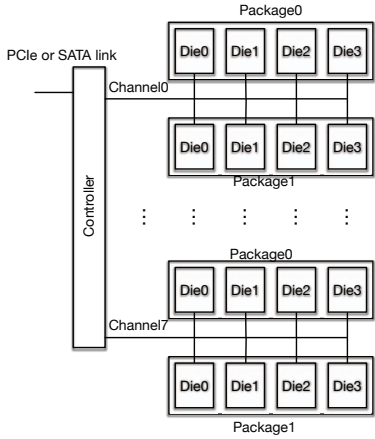 Package0
Die0 Die1 Die2 Die3
PCIe or SATA link
Channel0
Die0 Die1 Die2 Die3
Package1
Controller
Package0
Die0 Die1 Die2 Die3
Channel7
Die0 Die1 Die2 Die3
Package1